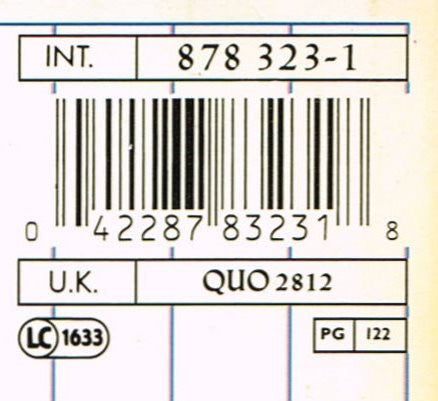 INT. 878 323-1
0 42287 83231 8
U.K. QUO 2812
LC 1633 PG 122